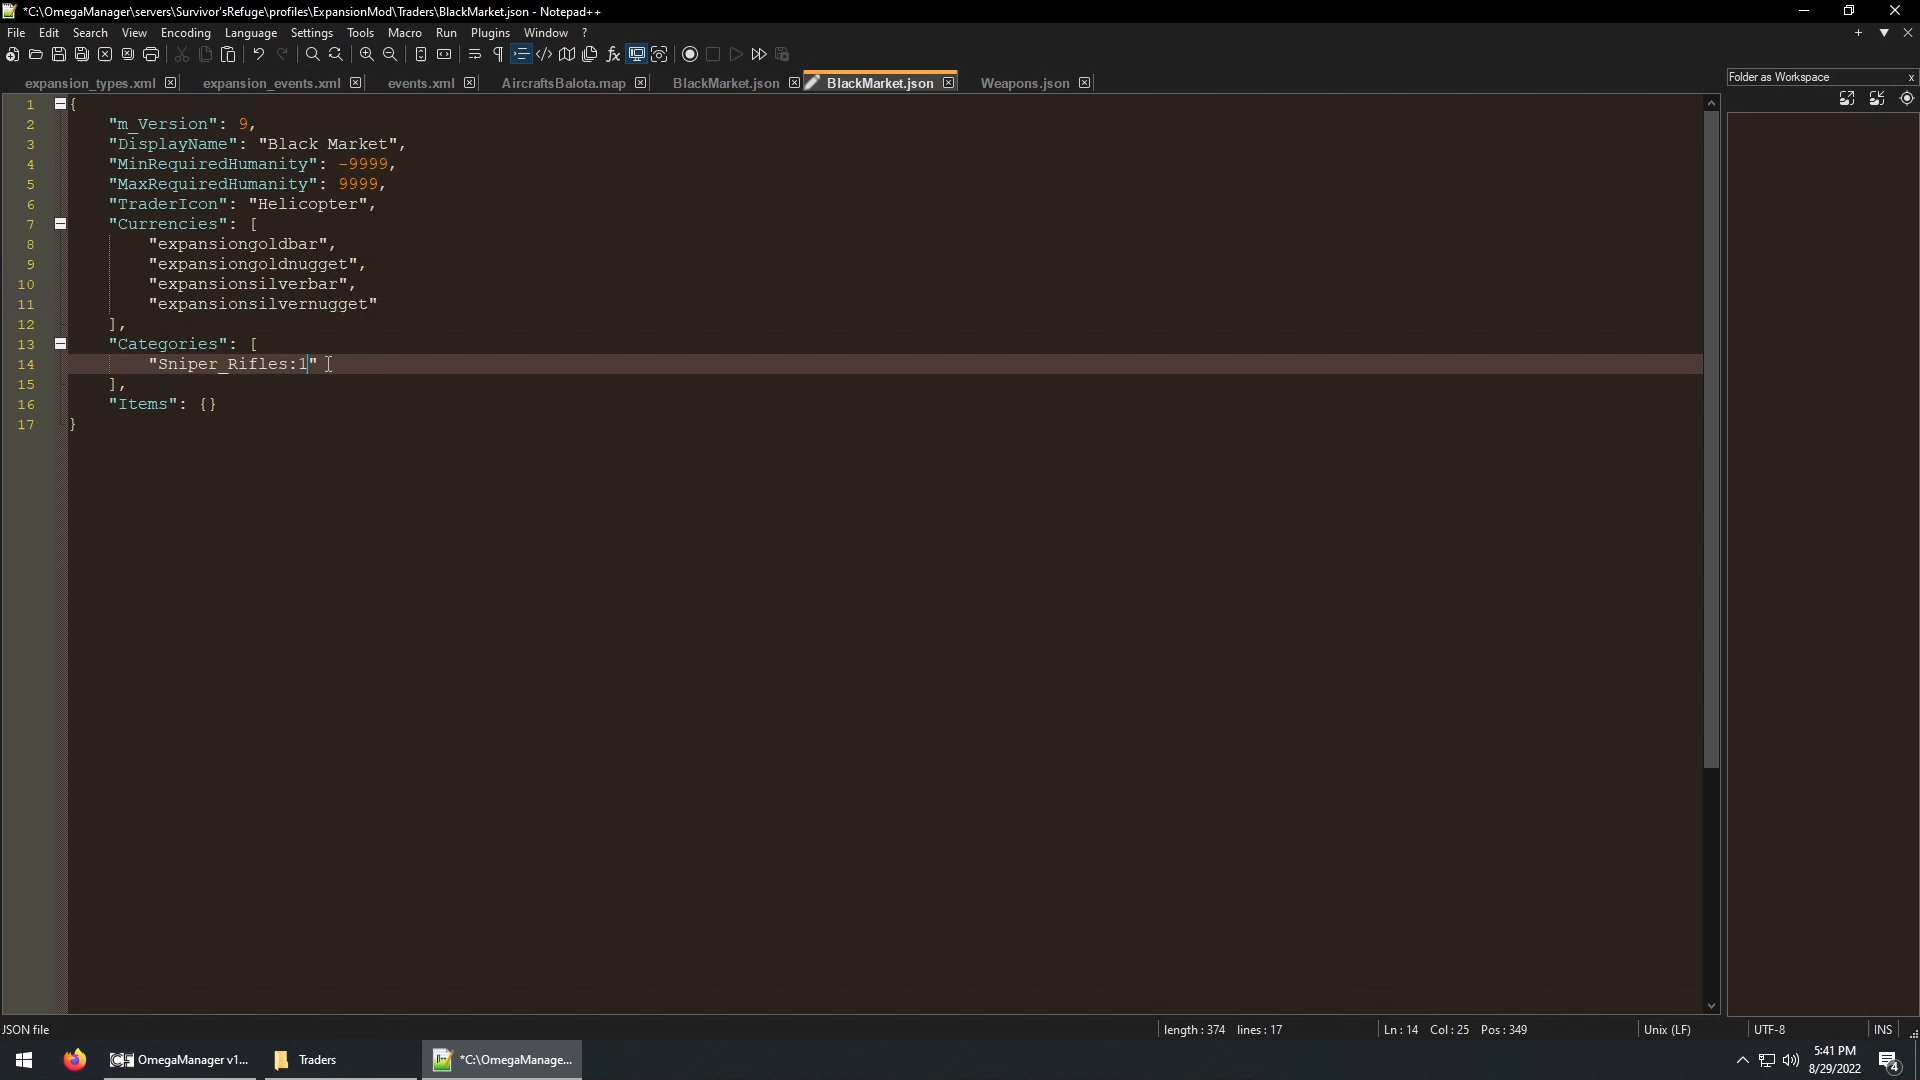 *C:\OmegaManager\servers\Survivor'sRefuge\profiles\ExpansionMod\Traders\BlackMarket.json - Notepad++
File Edit Search View Encoding Language Settings Tools Macro Run Plugins Window ?
expansion_types.xml expansion_events.xml events.xml AircraftsBalota.map BlackMarket.json BlackMarket.json Weapons.json
Folder as Workspace
1 {
2 "m_Version": 9,
3 "DisplayName": "Black Market",
4 "MinRequiredHumanity": -9999,
5 "MaxRequiredHumanity": 9999,
6 "TraderIcon": "Helicopter",
7 "Currencies": [
8 "expansiongoldbar",
9 "expansiongoldnugget",
10 "expansionsilverbar",
11 "expansionsilvernugget"
12 ],
13 "Categories": [
14 "Sniper_Rifles:1"
15 ],
16 "Items": {}
17 }
JSON file length : 374 lines : 17 Ln : 14 Col : 25 Pos : 349 Unix (LF) UTF-8 INS
OmegaManager v1... Traders *C:\OmegaManage... 5:41 PM
8/29/2022
4